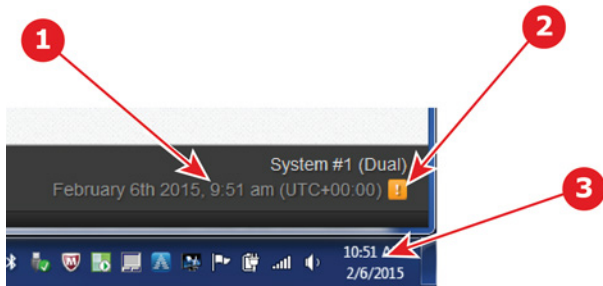 1
2
System #1 (Dual)
February 6th 2015, 9:51 am (UTC+00:00) !
3
10:51 A
2/6/2015